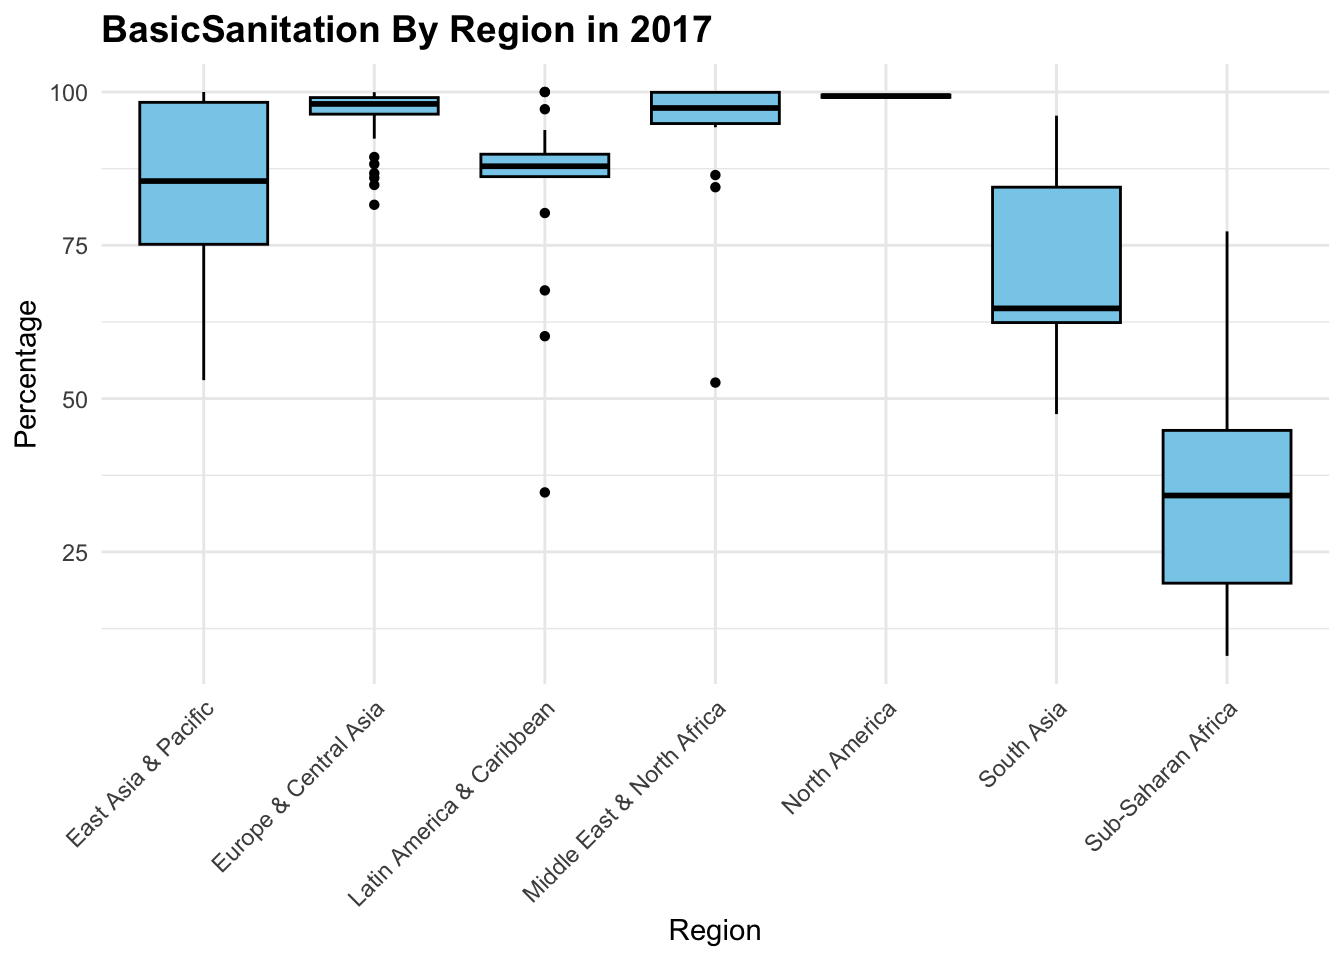 BasicSanitation By Region in 2017
Percentage
100
75
50
25
East Asia & Pacific
Europe & Central Asia
Latin America & Caribbean
Middle East & North Africa
North America
South Asia
Sub-Saharan Africa
Region